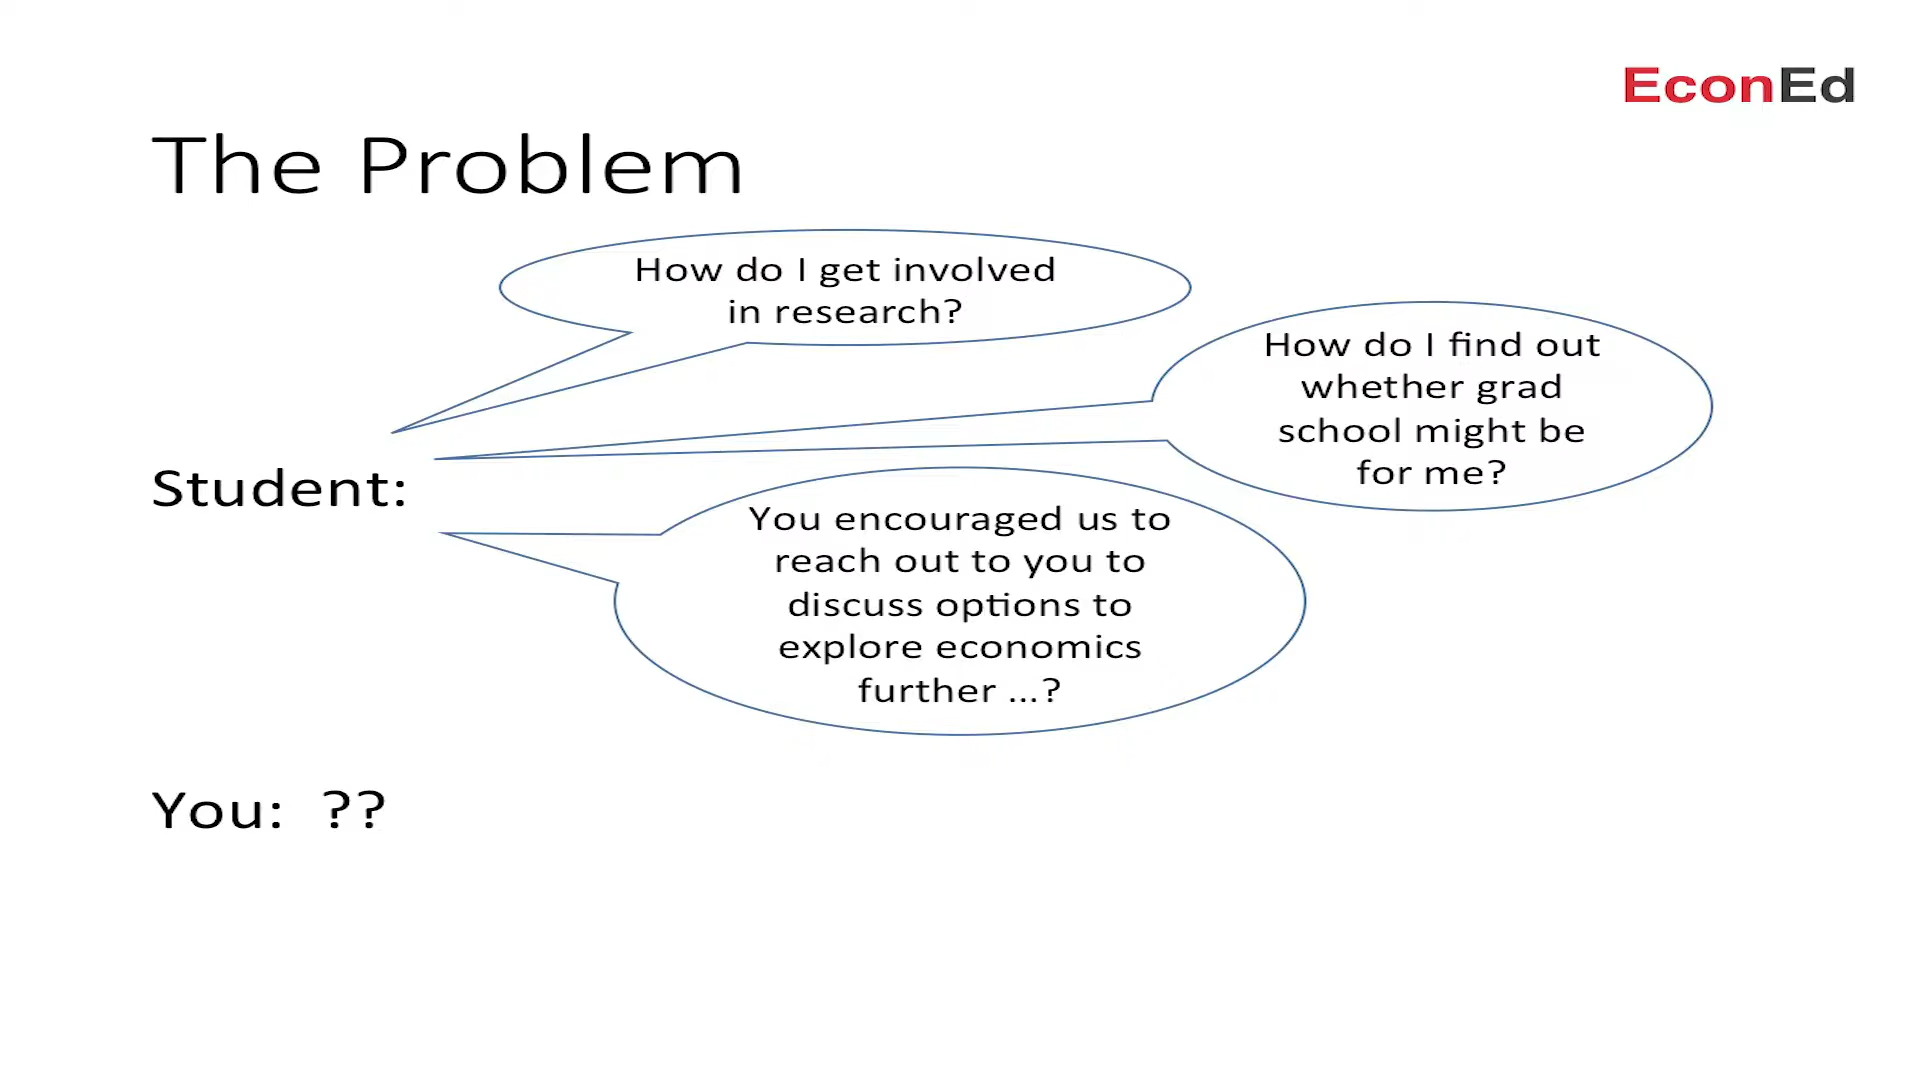 EconEd
The Problem
How do I get involved
in research?
How do I find out
whether grad
school might be
for me?
Student:
You encouraged us to
reach out to you to
discuss options to
explore economics
further ...?
You: ??